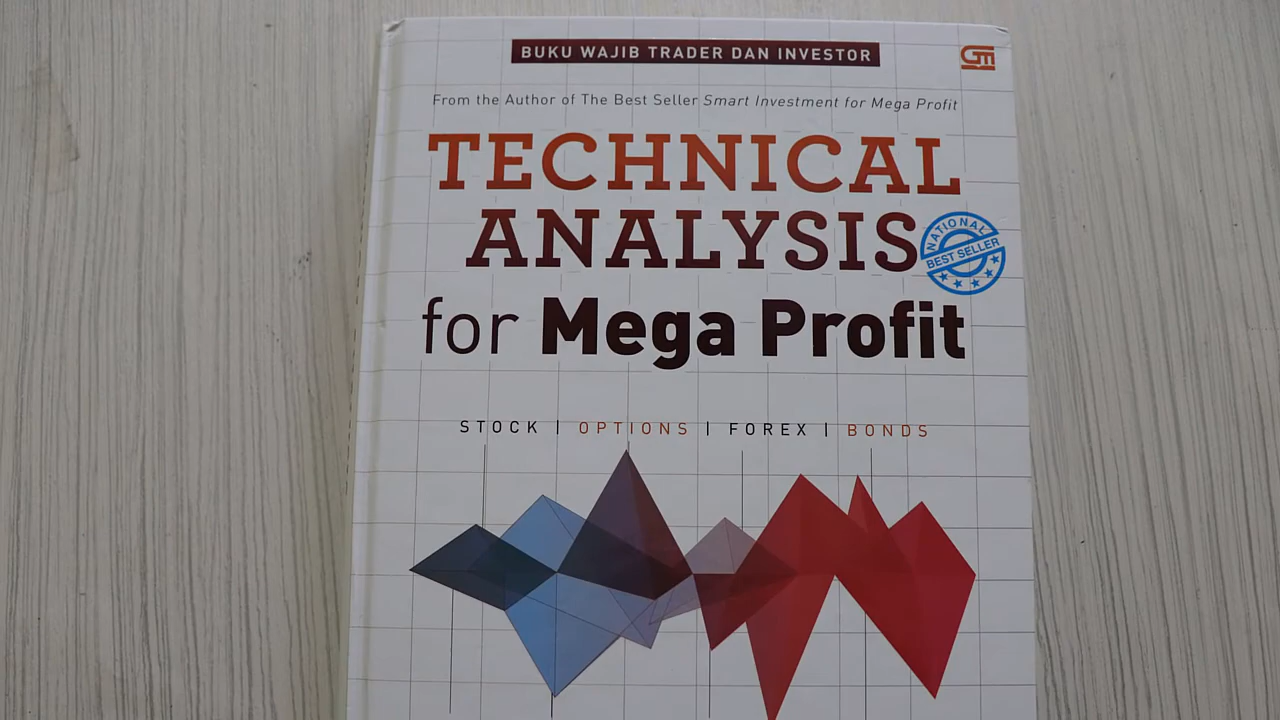 BUKU WAJIB TRADER DAN INVESTOR
GM
From the Author of The Best Seller Smart Investment for Mega Profit
TECHNICAL
ANALYSIS
NATIONAL
BEST SELLER
for Mega Profit
STOCK | OPTIONS | FOREX | BONDS